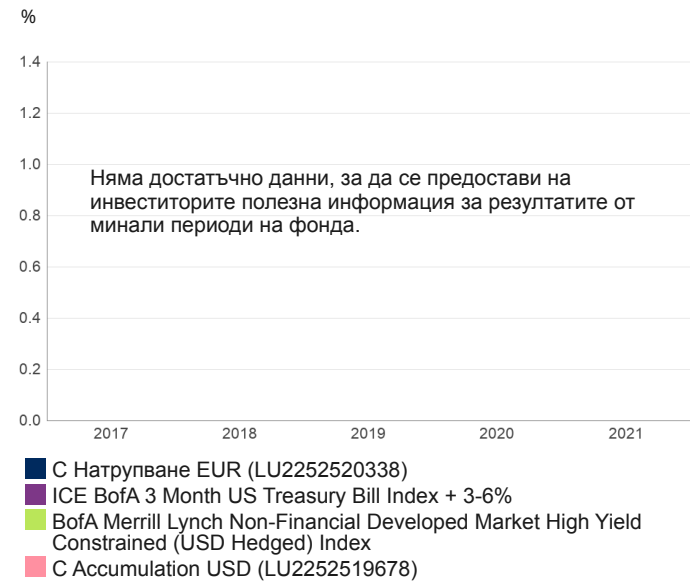 %
1.4
1.2
1.0
Няма достатъчно данни, за да се предостави на
инвеститорите полезна информация за резултатите от
минали периоди на фонда.
0.8
0.6
0.4
0.2
0.0
2017 2018 2019 2020 2021
C Натрупване EUR (LU2252520338)
ICE BofA 3 Month US Treasury Bill Index + 3-6%
BofA Merrill Lynch Non-Financial Developed Market High Yield
Constrained (USD Hedged) Index
C Accumulation USD (LU2252519678)